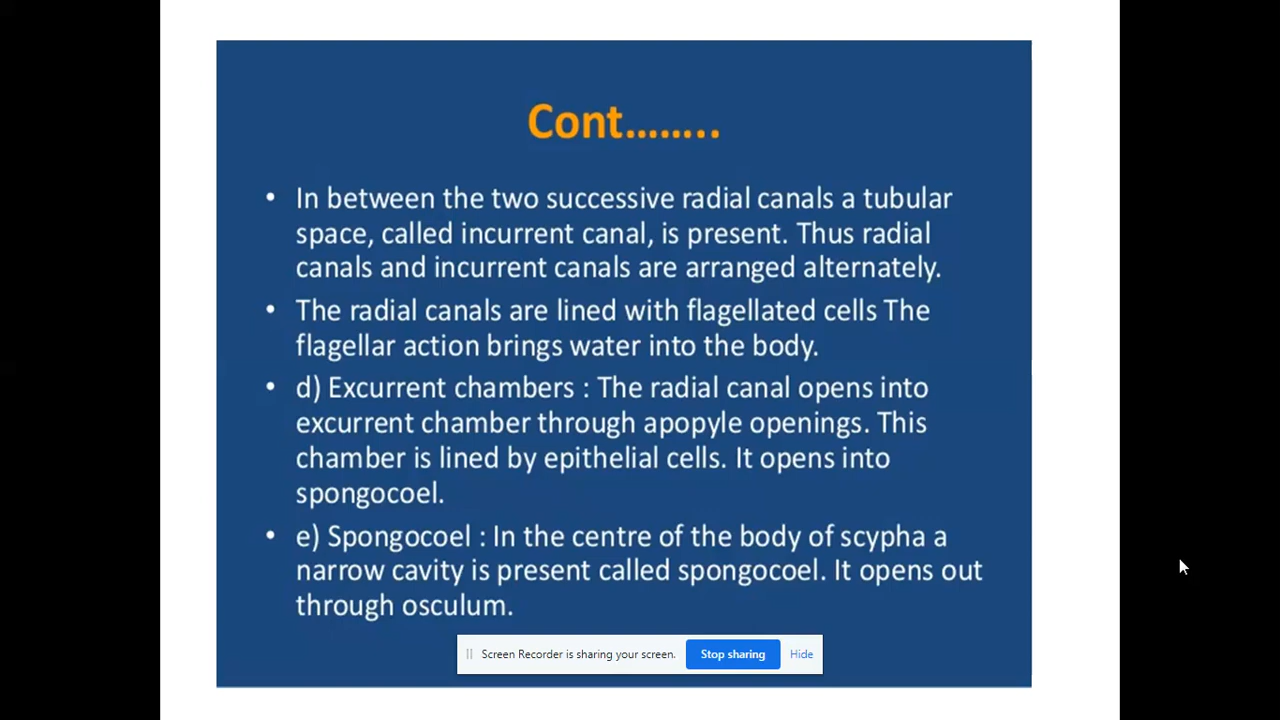 Cont........
• In between the two successive radial canals a tubular
space, called incurrent canal, is present. Thus radial
canals and incurrent canals are arranged alternately.
• The radial canals are lined with flagellated cells The
flagellar action brings water into the body.
• d) Excurrent chambers : The radial canal opens into
excurrent chamber through apopyle openings. This
chamber is lined by epithelial cells. It opens into
spongocoel.
• e) Spongocoel : In the centre of the body of scypha a
narrow cavity is present called spongocoel. It opens out
through osculum.
Screen Recorder is sharing your screen. Stop sharing Hide